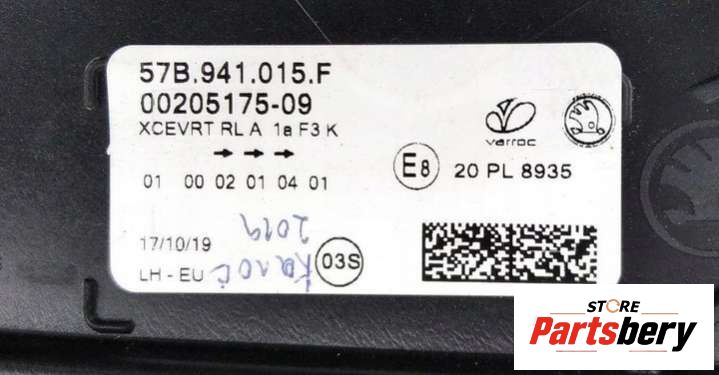 57B.941.015.F
00205175-09
XCEVRT RL A 1a F3 K
varroc
E8 20 PL 8935
01 00 02 01 04 01
2019
17/10/19
Karoc
03S
LH - EU
STORE
Partsbery